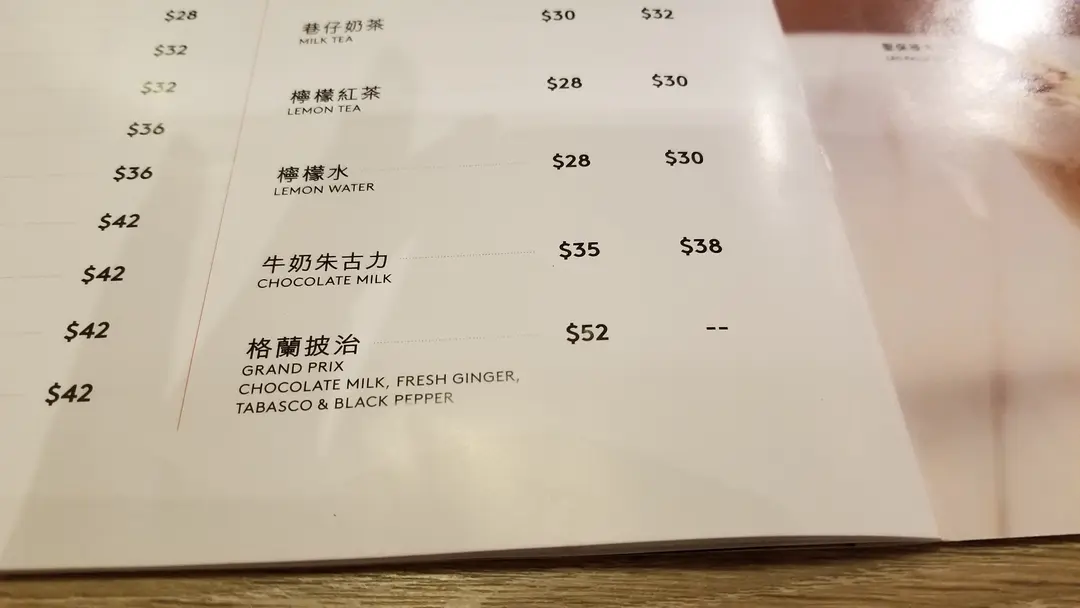 $28
$32
$32
$36
$36
$42
$42
$42
$42
巷仔奶茶 $30 $32
MILK TEA
檸檬紅茶 $28 $30
LEMON TEA
檸檬水 $28 $30
LEMON WATER
牛奶朱古力 $35 $38
CHOCOLATE MILK
格蘭披治 $52 --
GRAND PRIX
CHOCOLATE MILK, FRESH GINGER,
TABASCO & BLACK PEPPER